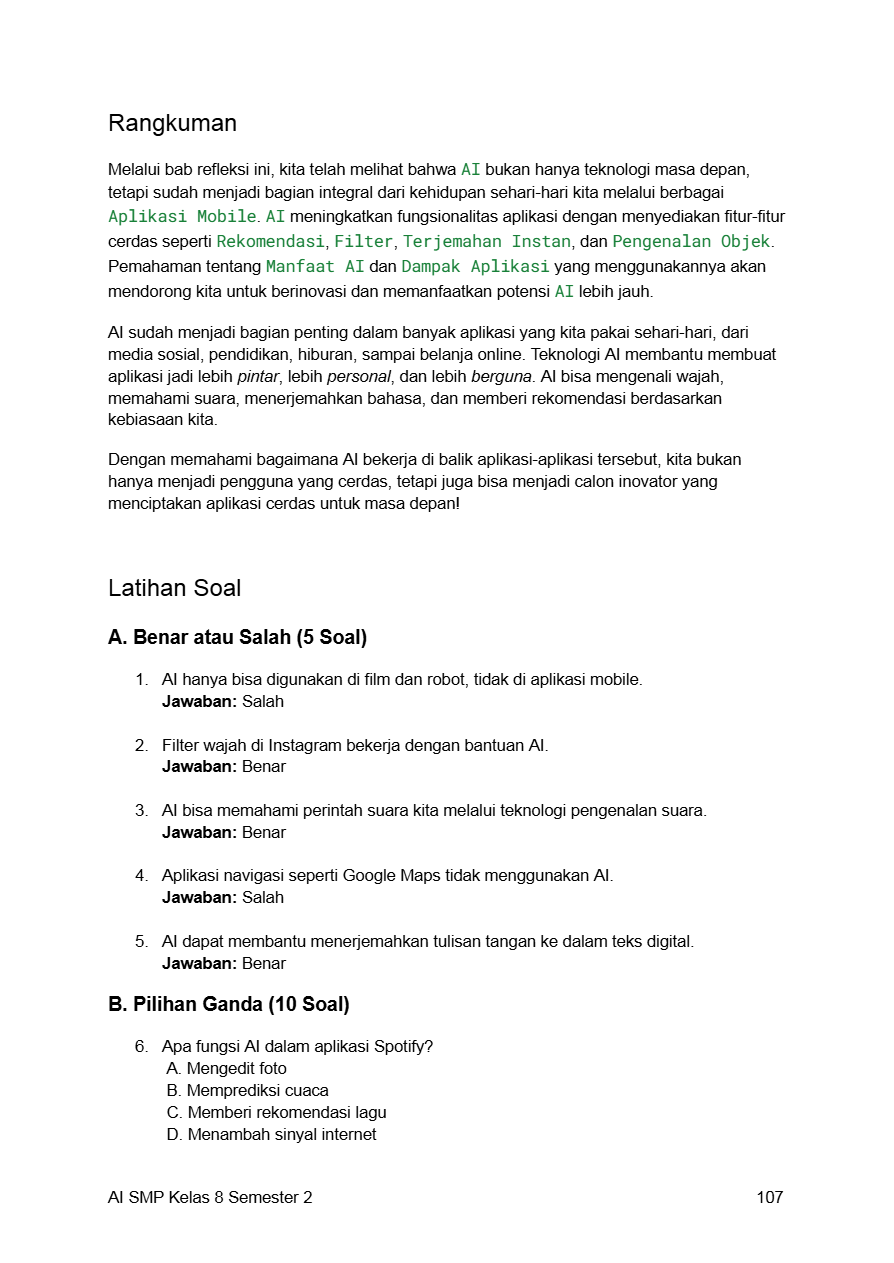 Rangkuman
Melalui bab refleksi ini, kita telah melihat bahwa AI bukan hanya teknologi masa depan,
tetapi sudah menjadi bagian integral dari kehidupan sehari-hari kita melalui berbagai
Aplikasi Mobile. AI meningkatkan fungsionalitas aplikasi dengan menyediakan fitur-fitur
cerdas seperti Rekomendasi, Filter, Terjemahan Instan, dan Pengenalan Objek.
Pemahaman tentang Manfaat AI dan Dampak Aplikasi yang menggunakannya akan
mendorong kita untuk berinovasi dan memanfaatkan potensi AI lebih jauh.
AI sudah menjadi bagian penting dalam banyak aplikasi yang kita pakai sehari-hari, dari
media sosial, pendidikan, hiburan, sampai belanja online. Teknologi AI membantu membuat
aplikasi jadi lebih pintar, lebih personal, dan lebih berguna. AI bisa mengenali wajah,
memahami suara, menerjemahkan bahasa, dan memberi rekomendasi berdasarkan
kebiasaan kita.
Dengan memahami bagaimana AI bekerja di balik aplikasi-aplikasi tersebut, kita bukan
hanya menjadi pengguna yang cerdas, tetapi juga bisa menjadi calon inovator yang
menciptakan aplikasi cerdas untuk masa depan!
Latihan Soal
A. Benar atau Salah (5 Soal)
1. AI hanya bisa digunakan di film dan robot, tidak di aplikasi mobile.
Jawaban: Salah
2. Filter wajah di Instagram bekerja dengan bantuan AI.
Jawaban: Benar
3. AI bisa memahami perintah suara kita melalui teknologi pengenalan suara.
Jawaban: Benar
4. Aplikasi navigasi seperti Google Maps tidak menggunakan AI.
Jawaban: Salah
5. AI dapat membantu menerjemahkan tulisan tangan ke dalam teks digital.
Jawaban: Benar
B. Pilihan Ganda (10 Soal)
6. Apa fungsi AI dalam aplikasi Spotify?
A. Mengedit foto
B. Memprediksi cuaca
C. Memberi rekomendasi lagu
D. Menambah sinyal internet
AI SMP Kelas 8 Semester 2 107